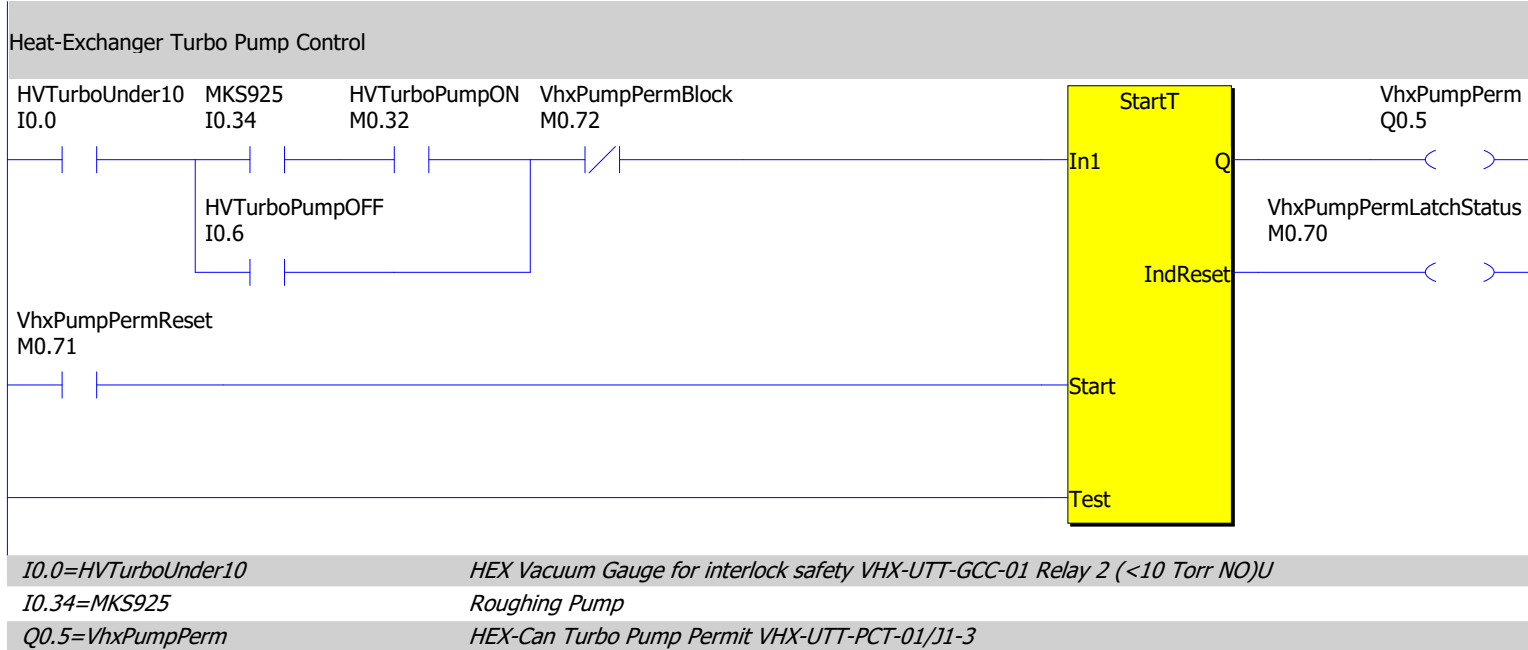 Heat-Exchanger Turbo Pump Control
HVTurboUnder10 MKS925 HVTurboPumpON VhxPumpPermBlock StartT VhxPumpPerm
I0.0 I0.34 M0.32 M0.72 Q0.5
In1 Q
HVTurboPumpOFF VhxPumpPermLatchStatus
I0.6 M0.70
IndReset
VhxPumpPermReset
M0.71
Start
Test
I0.0=HVTurboUnder10 HEX Vacuum Gauge for interlock safety VHX-UTT-GCC-01 Relay 2 (<10 Torr NO)U
I0.34=MKS925 Roughing Pump
Q0.5=VhxPumpPerm HEX-Can Turbo Pump Permit VHX-UTT-PCT-01/J1-3